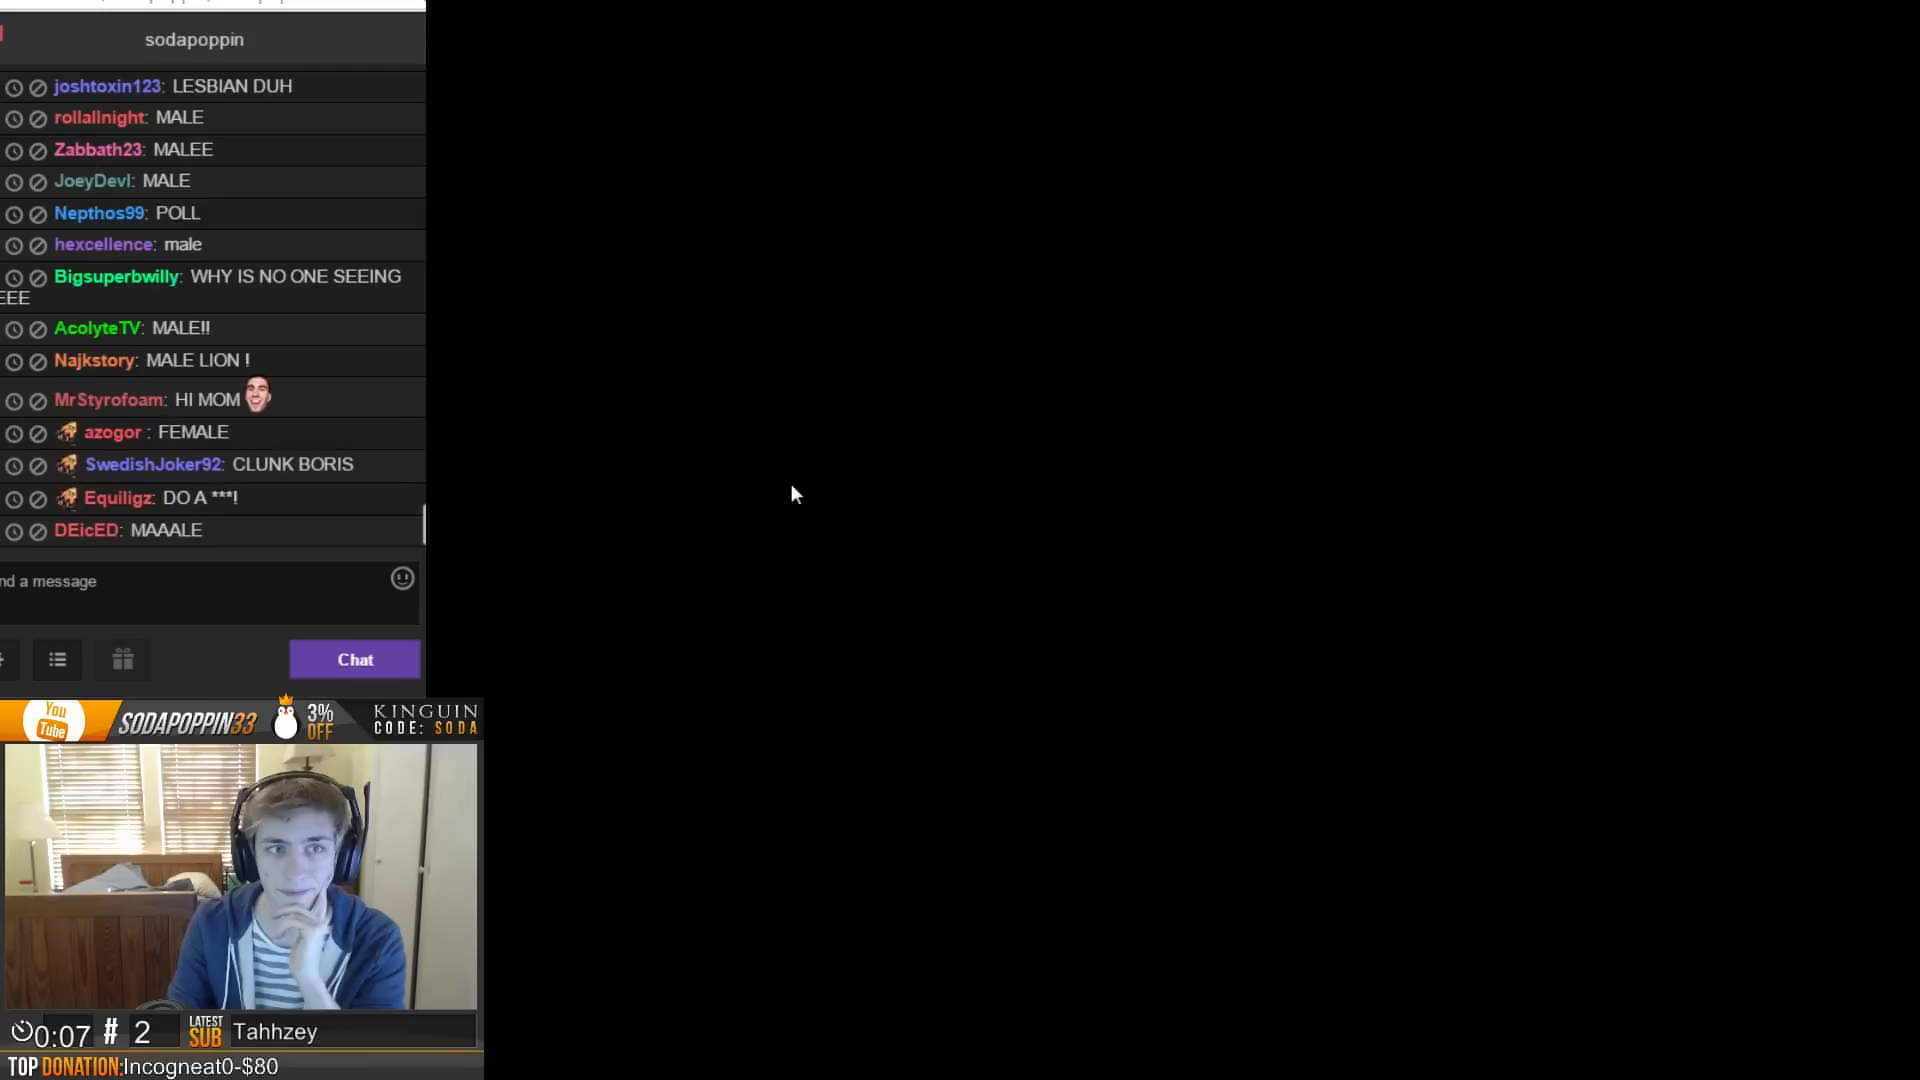 sodapoppin
joshtoxin123: LESBIAN DUH
rollallnight: MALE
Zabbath23: MALEE
JoeyDevl: MALE
Nepthos99: POLL
hexcellence: male
Bigsuperbwilly: WHY IS NO ONE SEEING
EEE
AcolyteTV: MALE!!
Najkstory: MALE LION !
MrStyrofoam: HI MOM
azogor : FEMALE
SwedishJoker92: CLUNK BORIS
Equiligz: DO A ***!
DEicED: MAAALE
nd a message
Chat
You
Tube
SODAPOPPIN33
3%
OFF
KINGUIN
CODE: SODA
0:07 # 2 LATEST SUB Tahhzey
TOP DONATION:Incogneat0-$80